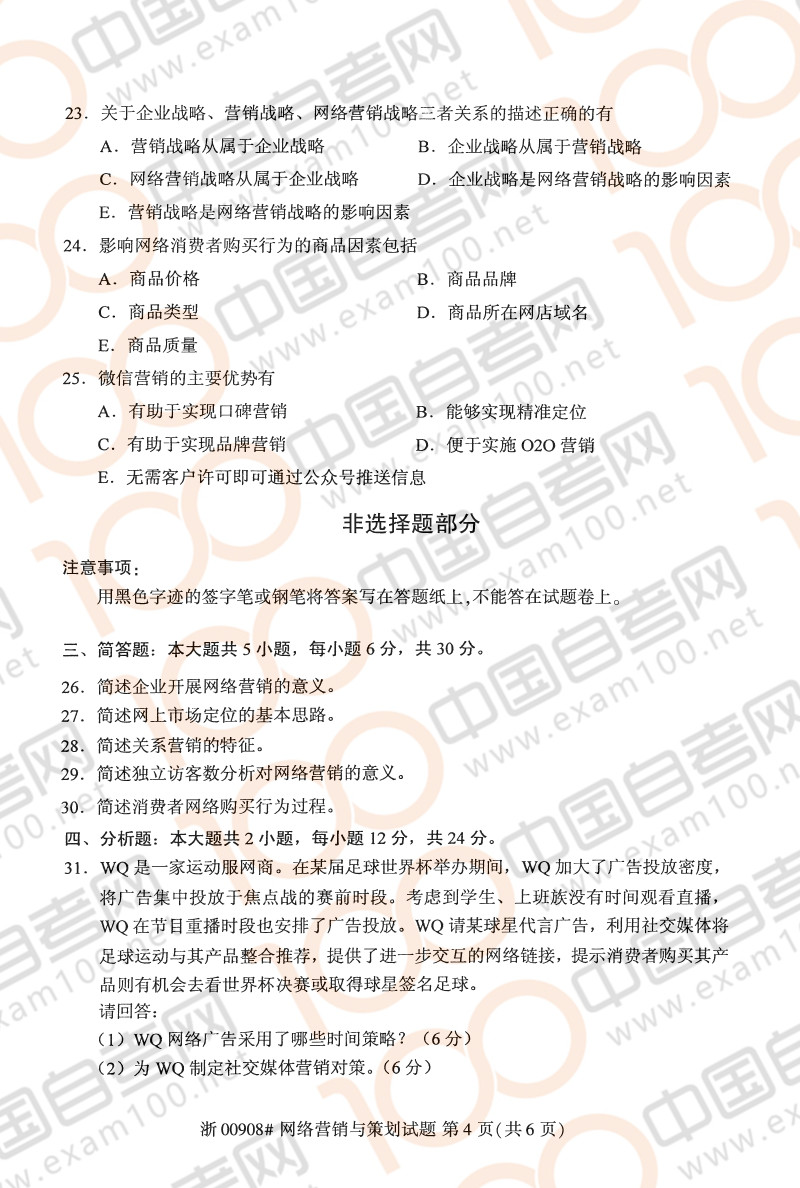 23．关于企业战略、营销战略、网络营销战略三者关系的描述正确的有
A．营销战略从属于企业战略 B．企业战略从属于营销战略
C．网络营销战略从属于企业战略 D．企业战略是网络营销战略的影响因素
E．营销战略是网络营销战略的影响因素
24．影响网络消费者购买行为的商品因素包括
A．商品价格 B．商品品牌
C．商品类型 D．商品所在网店域名
E．商品质量
25．微信营销的主要优势有
A．有助于实现口碑营销 B．能够实现精准定位
C．有助于实现品牌营销 D．便于实施 O2O 营销
E．无需客户许可即可通过公众号推送信息
非选择题部分
注意事项：
用黑色字迹的签字笔或钢笔将答案写在答题纸上,不能答在试题卷上。
三、简答题：本大题共 5 小题，每小题 6 分，共 30 分。
26．简述企业开展网络营销的意义。
27．简述网上市场定位的基本思路。
28．简述关系营销的特征。
29．简述独立访客数分析对网络营销的意义。
30．简述消费者网络购买行为过程。
四、分析题：本大题共 2 小题，每小题 12 分，共 24 分。
31．WQ 是一家运动服网商。在某届足球世界杯举办期间，WQ 加大了广告投放密度，
将广告集中投放于焦点战的赛前时段。考虑到学生、上班族没有时间观看直播，
WQ 在节目重播时段也安排了广告投放。WQ 请某球星代言广告，利用社交媒体将
足球运动与其产品整合推荐，提供了进一步交互的网络链接，提示消费者购买其产
品则有机会去看世界杯决赛或取得球星签名足球。
请回答：
（1）WQ 网络广告采用了哪些时间策略？（6 分）
（2）为 WQ 制定社交媒体营销对策。（6 分）
浙 00908# 网络营销与策划试题 第 4 页(共 6 页)
中国自考网
www.exam100.net
100